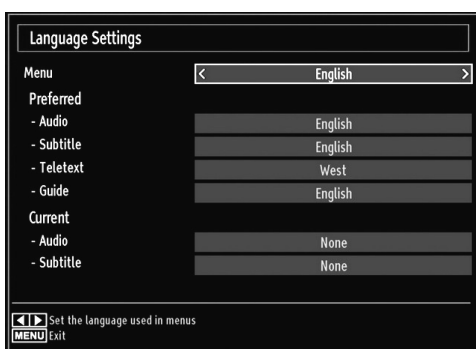 Language Settings
Menu < English >
Preferred
- Audio English
- Subtitle English
- Teletext West
- Guide English
Current
- Audio None
- Subtitle None
Set the language used in menus
MENU Exit